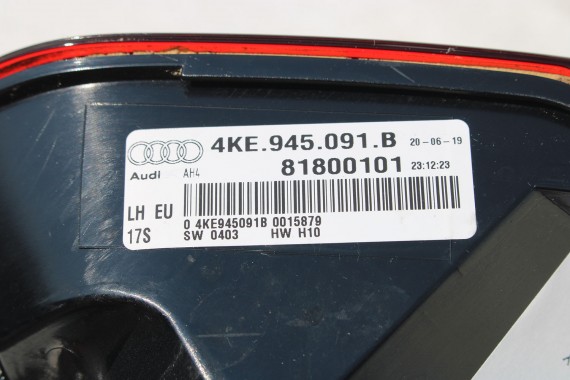 4KE.945.091.B 20-06-19
Audi AH4 81800101 23:12:23
LH EU
0 4KE945091B 0015879
17S SW 0403 HW H10